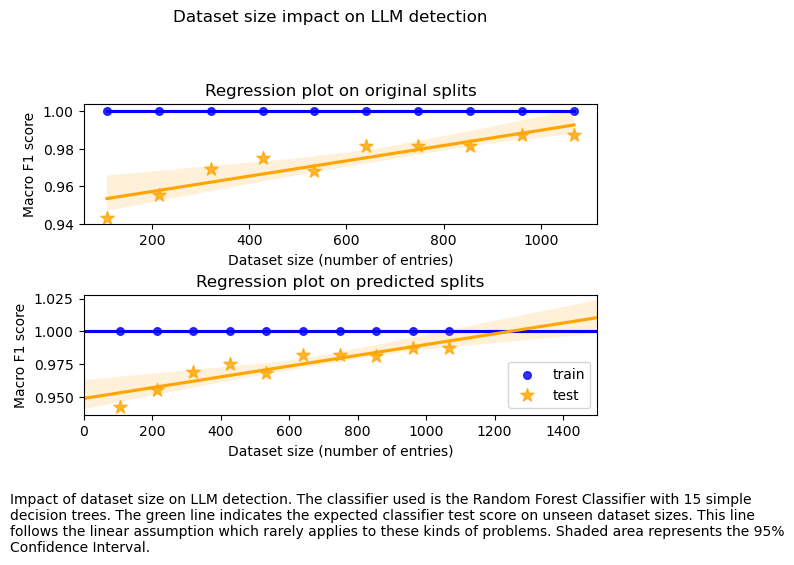 Dataset size impact on LLM detection
Regression plot on original splits
1.00
0.98
0.96
0.94
Macro F1 score
200
400
600
800
1000
Dataset size (number of entries)
Regression plot on predicted splits
1.025
1.000
0.975
0.950
Macro F1 score
train
test
0
200
400
600
800
1000
1200
1400
Dataset size (number of entries)
Impact of dataset size on LLM detection. The classifier used is the Random Forest Classifier with 15 simple
decision trees. The green line indicates the expected classifier test score on unseen dataset sizes. This line
follows the linear assumption which rarely applies to these kinds of problems. Shaded area represents the 95%
Confidence Interval.